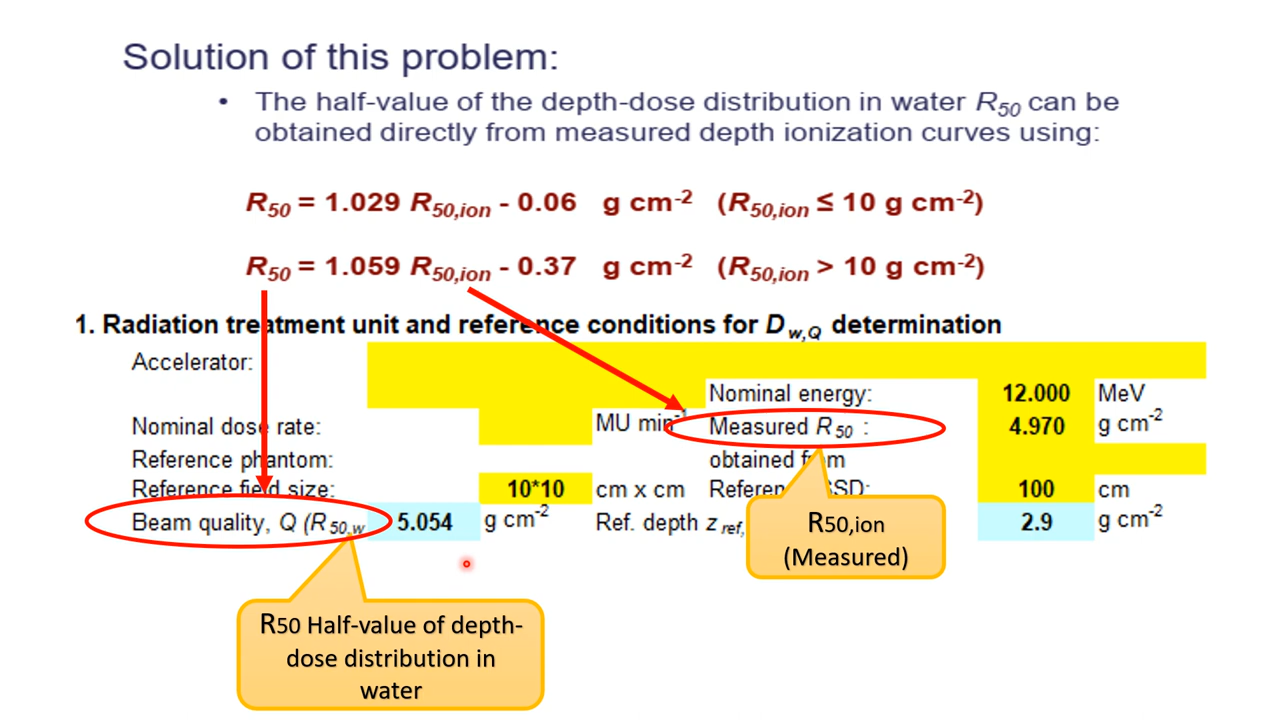 Solution of this problem:
• The half-value of the depth-dose distribution in water R50 can be
obtained directly from measured depth ionization curves using:
R50 = 1.029 R50,ion - 0.06 g cm-2 (R50,ion ≤ 10 g cm-2)
R50 = 1.059 R50,ion - 0.37 g cm-2 (R50,ion > 10 g cm-2)
1. Radiation treatment unit and reference conditions for Dw,Q determination
Accelerator:
Nominal energy: 12.000 MeV
Nominal dose rate: MU min-1 Measured R50 : 4.970 g cm-2
Reference phantom: obtained from
Reference field size: 10*10 cm x cm Reference SSD: 100 cm
Beam quality, Q (R50,w 5.054 g cm-2 Ref. depth zref, 2.9 g cm-2
R50,ion
(Measured)
R50 Half-value of depth-
dose distribution in
water